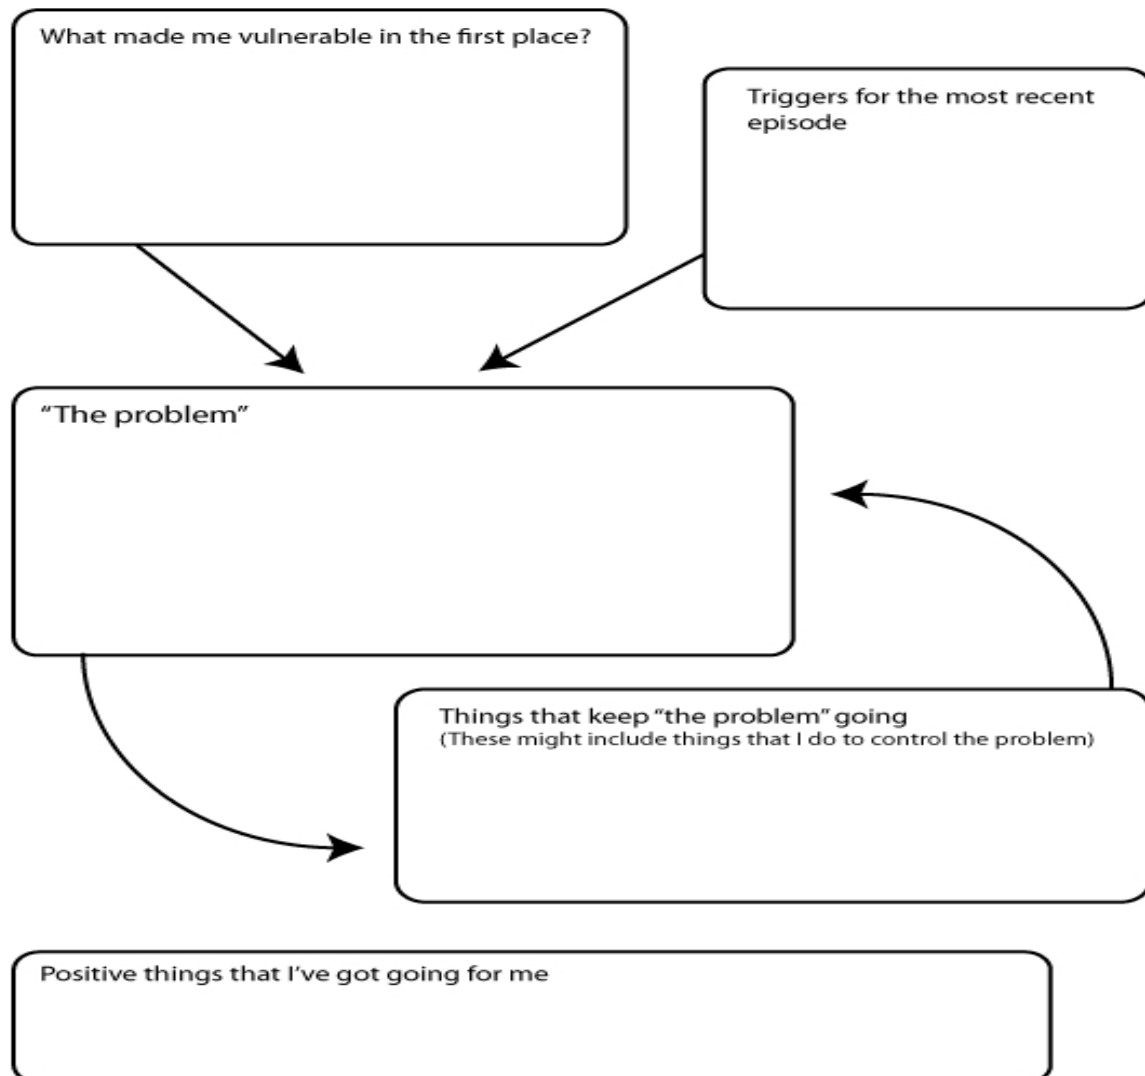 What made me vulnerable in the first place?
Triggers for the most recent
episode
“The problem”
Things that keep “the problem” going
(These might include things that I do to control the problem)
Positive things that I’ve got going for me